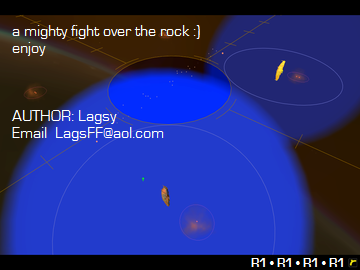 a mighty fight over the rock :)
enjoy
AUTHOR: Lagsy
Email LagsFF@aol.com
R1 • R1 • R1 • R1 r